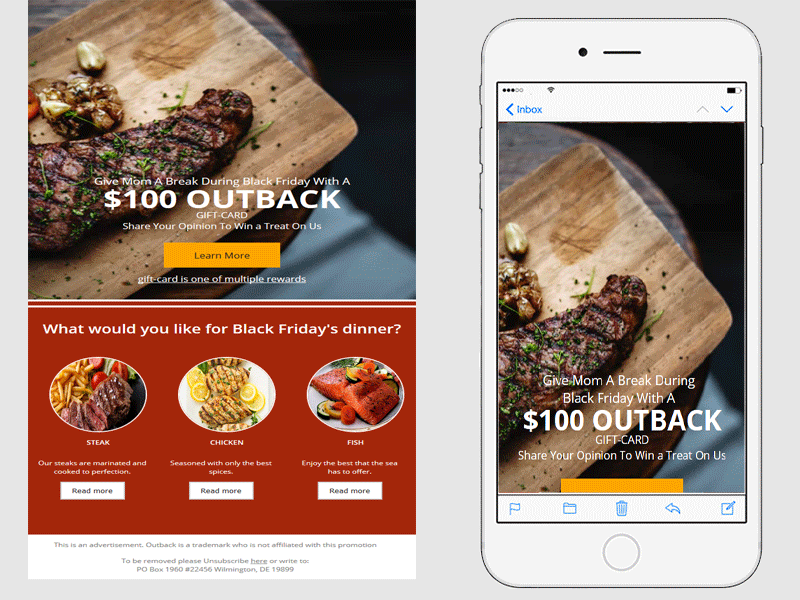 Give Mom A Break During Black Friday With A
$100 OUTBACK
GIFT-CARD
Share Your Opinion To Win a Treat On Us
Learn More
gift-card is one of multiple rewards
What would you like for Black Friday's dinner?
STEAK
Our steaks are marinated and
cooked to perfection.
Read more
CHICKEN
Seasoned with only the best
spices.
Read more
FISH
Enjoy the best that the sea
has to offer.
Read more
This is an advertisement. Outback is a trademark who is not affiliated with this promotion
To be removed please Unsubscribe here or write to:
PO Box 1960 #22456 Wilmington, DE 19899
Inbox
Give Mom A Break During
Black Friday With A
$100 OUTBACK
GIFT-CARD
Share Your Opinion To Win a Treat On Us